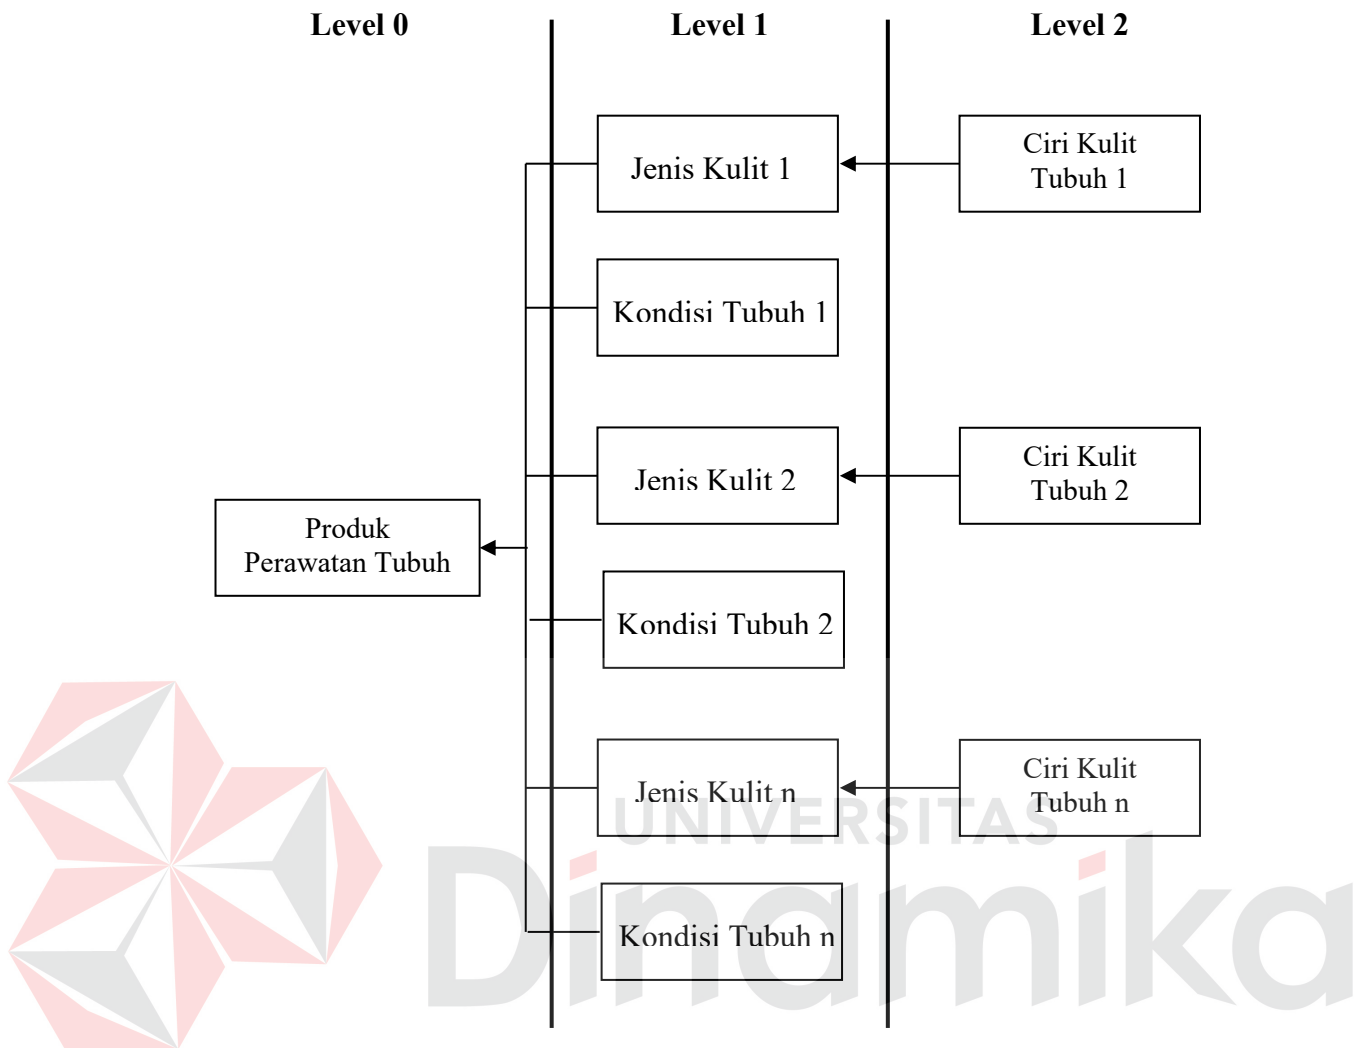 Level 0
Level 1
Level 2
Jenis Kulit 1
Ciri Kulit
Tubuh 1
Kondisi Tubuh 1
Jenis Kulit 2
Ciri Kulit
Tubuh 2
Produk
Perawatan Tubuh
Kondisi Tubuh 2
Jenis Kulit n
Ciri Kulit
Tubuh n
UNIVERSITAS
Dinamika
Kondisi Tubuh n